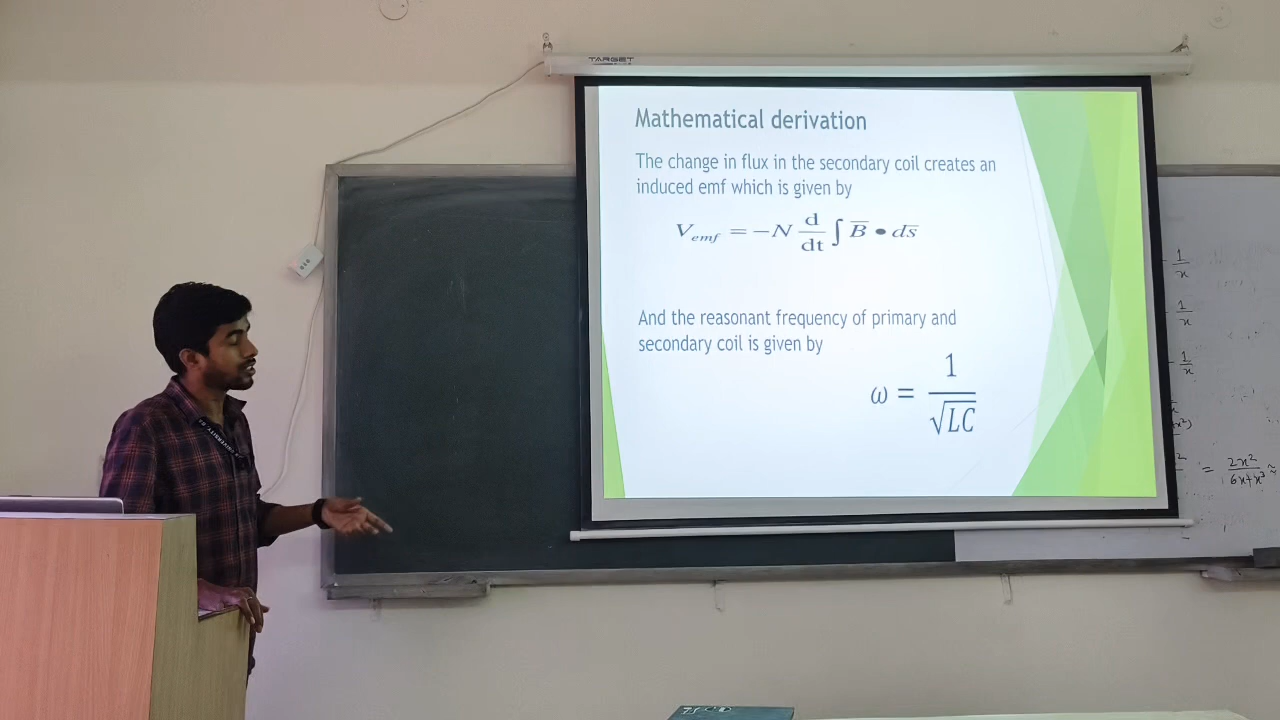 TARGET
Mathematical derivation
The change in flux in the secondary coil creates an
induced emf which is given by
V_emf = −N d/dt ∫ B̅ • ds̅
And the reasonant frequency of primary and
secondary coil is given by
ω = 1/√LC
1/x
1/x
1/x
= 2x²/6x+x³ ≈